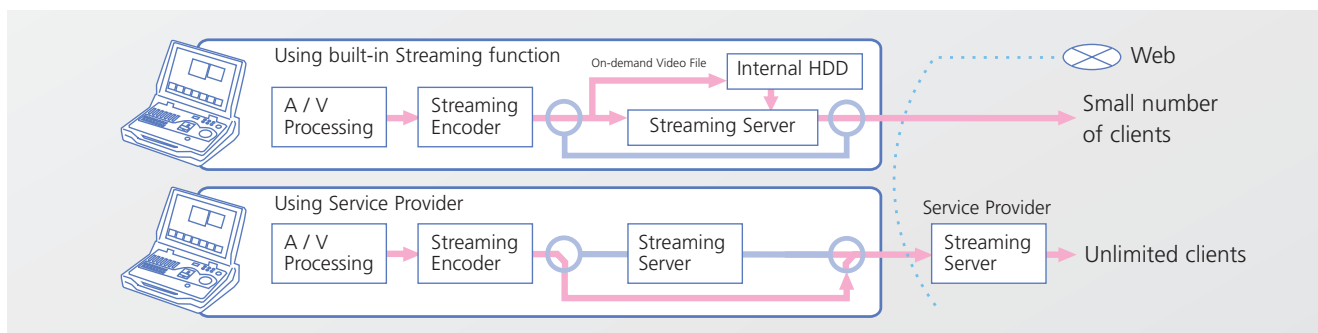 Using built-in Streaming function
On-demand Video File
Internal HDD
Web
A / V
Processing
Streaming
Encoder
Streaming Server
Small number
of clients
Using Service Provider
Service Provider
A / V
Processing
Streaming
Encoder
Streaming
Server
Streaming
Server
Unlimited clients